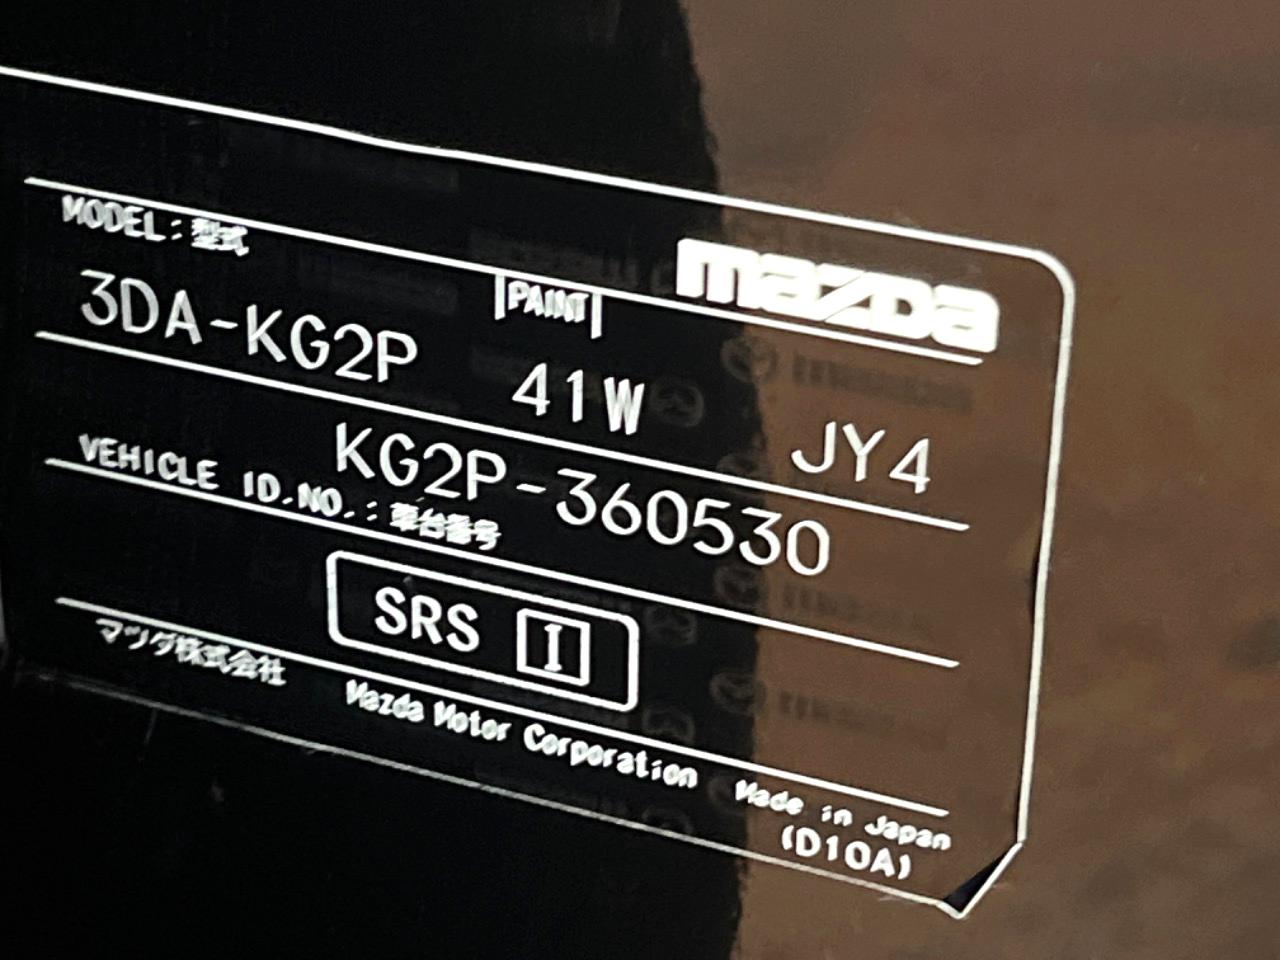 MODEL:型式
mazda
PAINT
3DA-KG2P 41W JY4
VEHICLE ID.NO.:車台番号 KG2P-360530
SRS I
マツダ株式会社 Mazda Motor Corporation Made in Japan
(D10A)